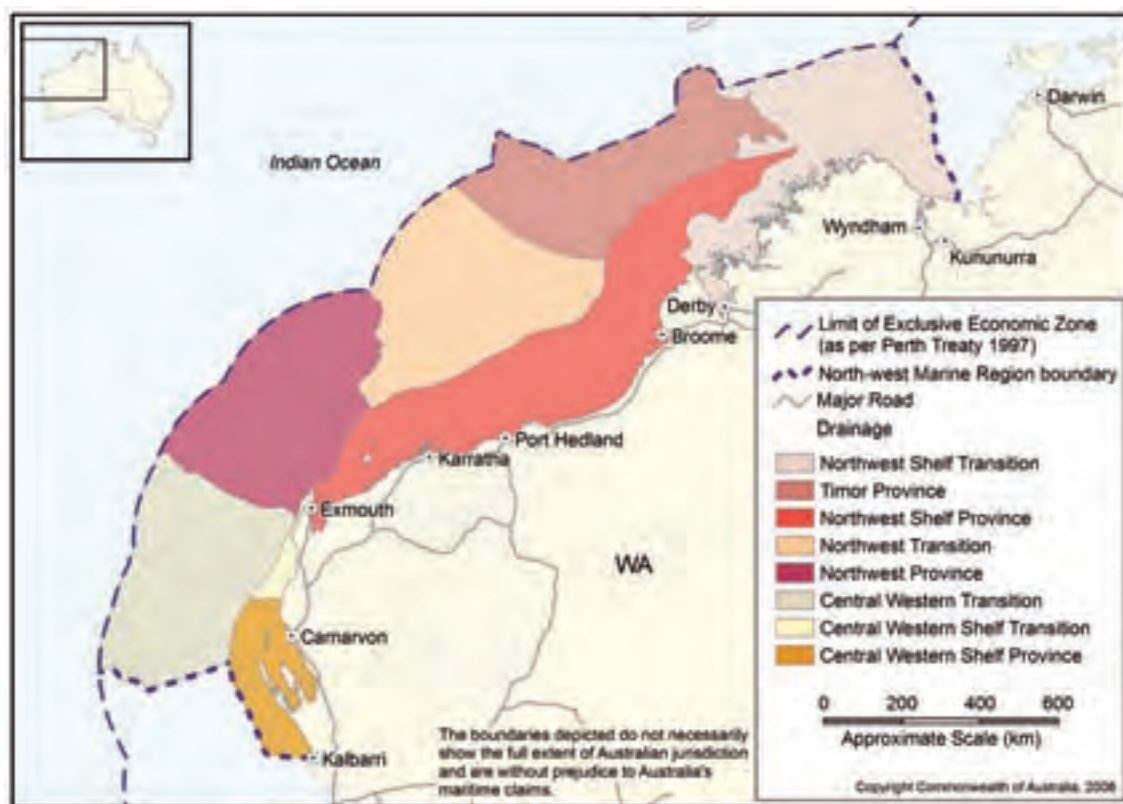 Indian Ocean
Darwin
Wyndham
Kununurra
Derby
Broome
Port Hedland
Karratha
Exmouth
WA
Carnarvon
Kalbarri
Limit of Exclusive Economic Zone
(as per Perth Treaty 1997)
North-west Marine Region boundary
Major Road
Drainage
Northwest Shelf Transition
Timor Province
Northwest Shelf Province
Northwest Transition
Northwest Province
Central Western Transition
Central Western Shelf Transition
Central Western Shelf Province
0 200 400 600
Approximate Scale (km)
The boundaries depicted do not necessarily
show the full extent of Australian jurisdiction
and are without prejudice to Australia's
maritime claims.
Copyright Commonwealth of Australia, 2006